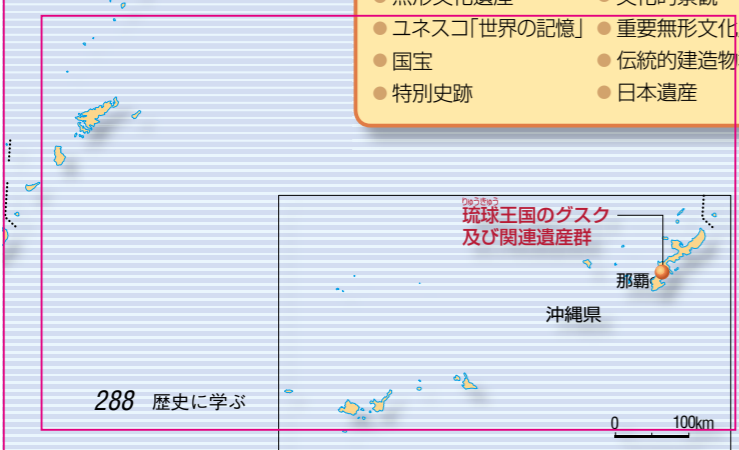 ユネスコ「世界の記憶」 重要無形文化
国宝 伝統的建造物
特別史跡 日本遺産
りゅうきゅう
琉球王国のグスク
及び関連遺産群
那覇
沖縄県
288 歴史に学ぶ
0 100km